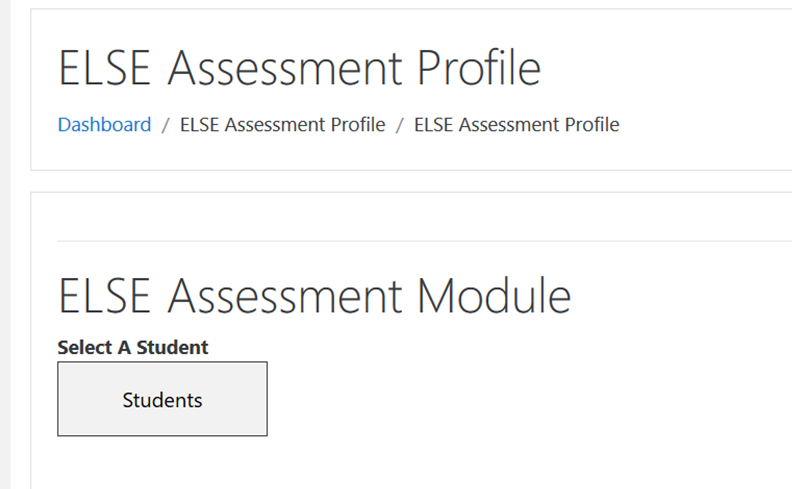 ELSE Assessment Profile
Dashboard / ELSE Assessment Profile / ELSE Assessment Profile
ELSE Assessment Module
Select A Student
Students